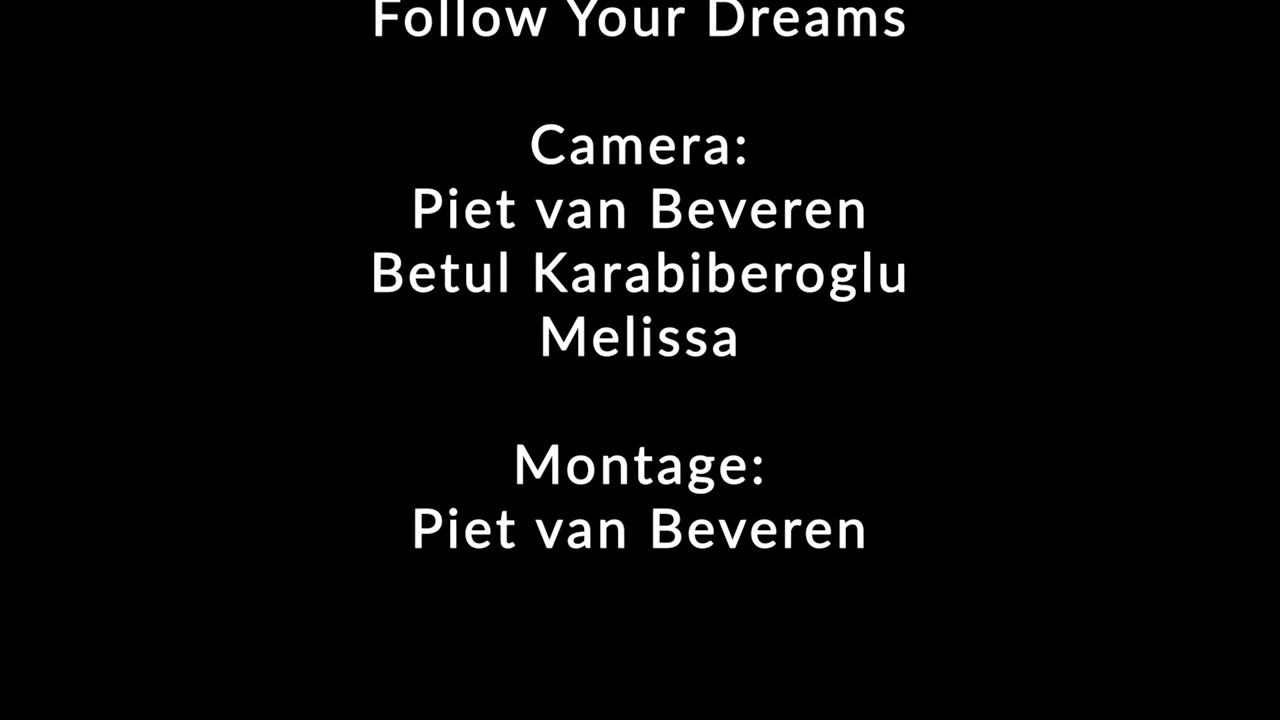 Follow Your Dreams
Camera:
Piet van Beveren
Betul Karabiberoglu
Melissa
Montage:
Piet van Beveren